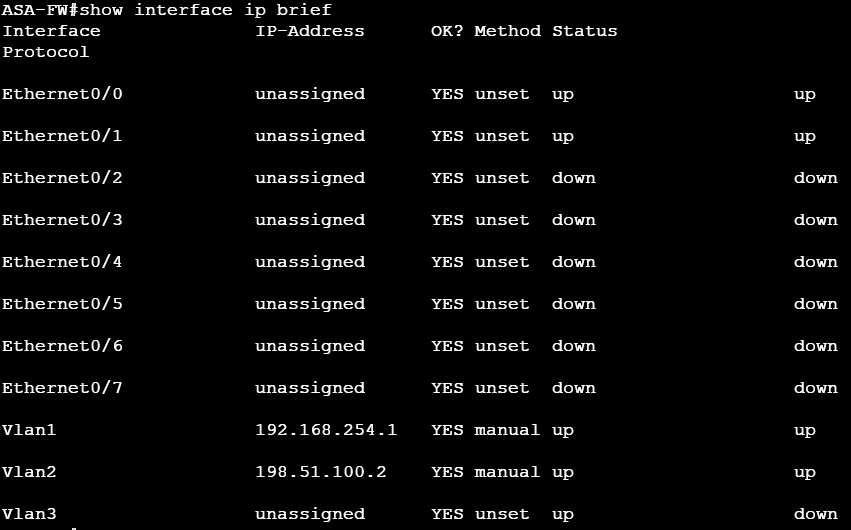 ASA-FW#show interface ip brief
Interface IP-Address OK? Method Status
Protocol
Ethernet0/0 unassigned YES unset up up
Ethernet0/1 unassigned YES unset up up
Ethernet0/2 unassigned YES unset down down
Ethernet0/3 unassigned YES unset down down
Ethernet0/4 unassigned YES unset down down
Ethernet0/5 unassigned YES unset down down
Ethernet0/6 unassigned YES unset down down
Ethernet0/7 unassigned YES unset down down
Vlan1 192.168.254.1 YES manual up up
Vlan2 198.51.100.2 YES manual up up
Vlan3 unassigned YES unset up down